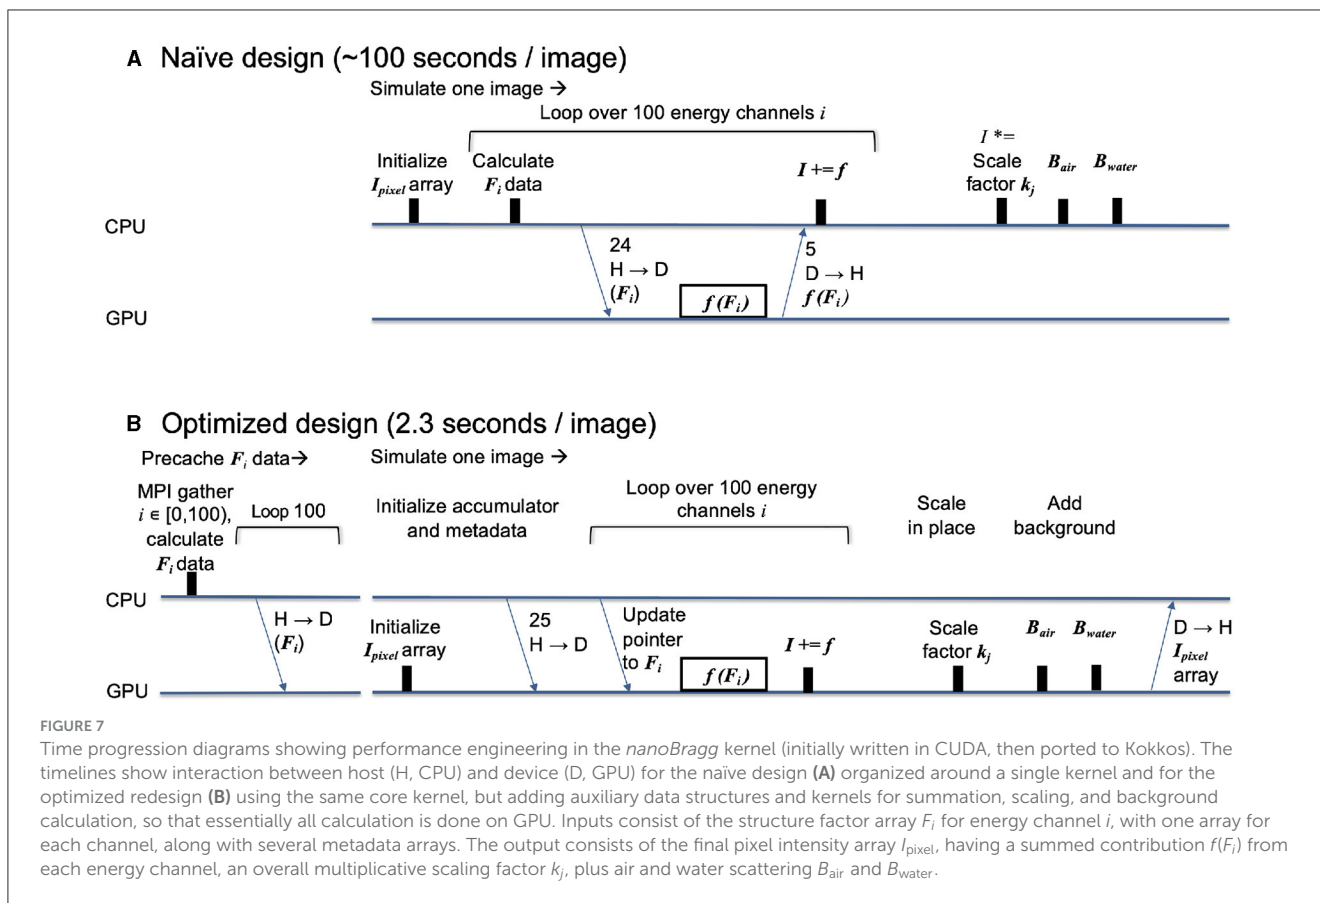 A Naïve design (~100 seconds / image)
Simulate one image →
Loop over 100 energy channels i
Initialize
I_pixel array
Calculate
F_i data
I += f
I *=
Scale
factor k_j
B_air
B_water
CPU
24
H → D
(F_i)
f(F_i)
5
D → H
f(F_i)
GPU
B Optimized design (2.3 seconds / image)
Precache F_i data→
Simulate one image →
MPI gather
i ∈ [0,100),
calculate
F_i data
Loop 100
Initialize accumulator
and metadata
Loop over 100 energy
channels i
Scale
in place
Add
background
CPU
H → D
(F_i)
Initialize
I_pixel array
25
H → D
Update
pointer
to F_i
f(F_i)
I += f
Scale
factor k_j
B_air
B_water
D → H
I_pixel
array
GPU
FIGURE 7
Time progression diagrams showing performance engineering in the nanoBragg kernel (initially written in CUDA, then ported to Kokkos). The
timelines show interaction between host (H, CPU) and device (D, GPU) for the naïve design (A) organized around a single kernel and for the
optimized redesign (B) using the same core kernel, but adding auxiliary data structures and kernels for summation, scaling, and background
calculation, so that essentially all calculation is done on GPU. Inputs consist of the structure factor array F_i for energy channel i, with one array for
each channel, along with several metadata arrays. The output consists of the final pixel intensity array I_pixel, having a summed contribution f(F_i) from
each energy channel, an overall multiplicative scaling factor k_j, plus air and water scattering B_air and B_water.